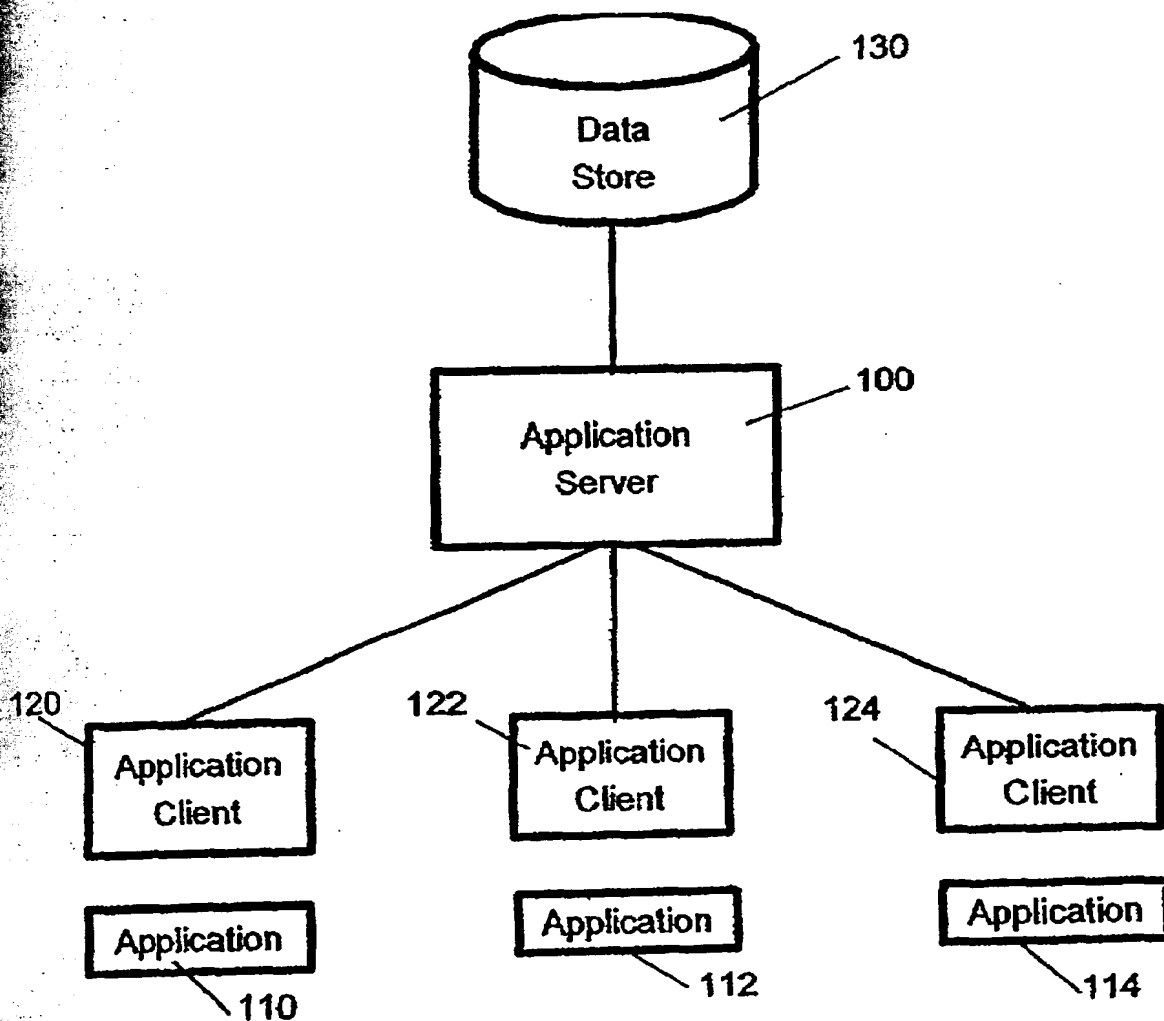 130
Data
Store
100
Application
Server
120
122
124
Application
Client
Application
Client
Application
Client
Application
Application
Application
110
112
114